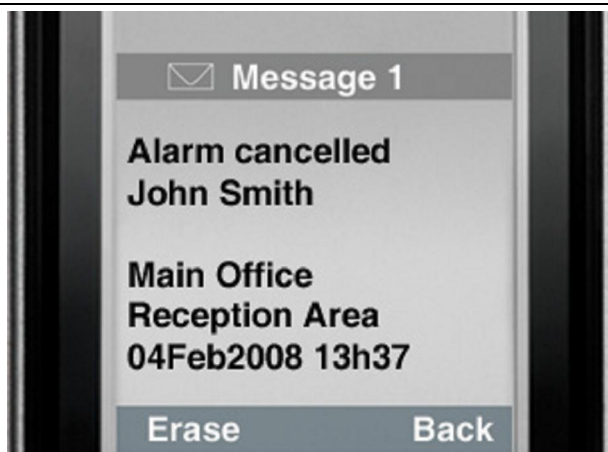 Message 1
Alarm cancelled
John Smith
Main Office
Reception Area
04Feb2008 13h37
Erase Back